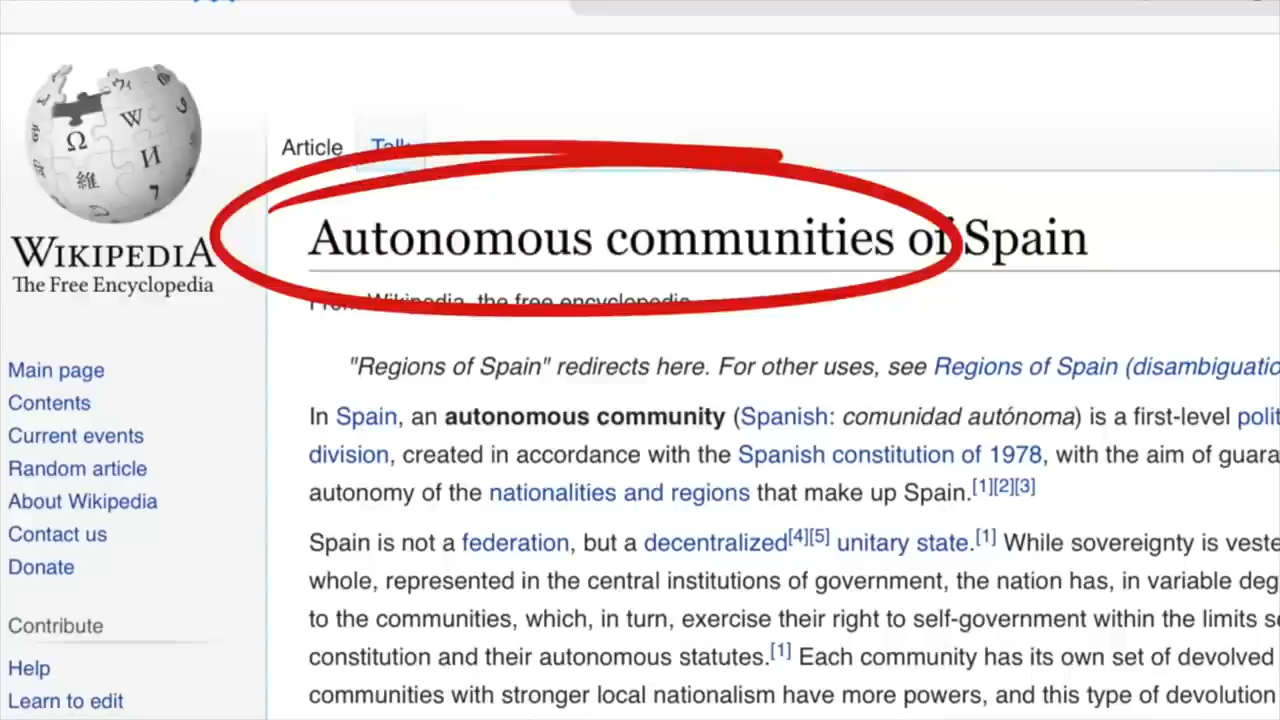 Article Talk
Autonomous communities of Spain
WIKIPEDIA
The Free Encyclopedia
From Wikipedia, the free encyclopedia
"Regions of Spain" redirects here. For other uses, see Regions of Spain (disambiguatio
Main page
Contents
Current events
Random article
About Wikipedia
Contact us
Donate
Contribute
Help
Learn to edit
In Spain, an autonomous community (Spanish: comunidad autónoma) is a first-level polit
division, created in accordance with the Spanish constitution of 1978, with the aim of guara
autonomy of the nationalities and regions that make up Spain.[1][2][3]
Spain is not a federation, but a decentralized[4][5] unitary state.[1] While sovereignty is veste
whole, represented in the central institutions of government, the nation has, in variable deg
to the communities, which, in turn, exercise their right to self-government within the limits s
constitution and their autonomous statutes.[1] Each community has its own set of devolved
communities with stronger local nationalism have more powers, and this type of devolution